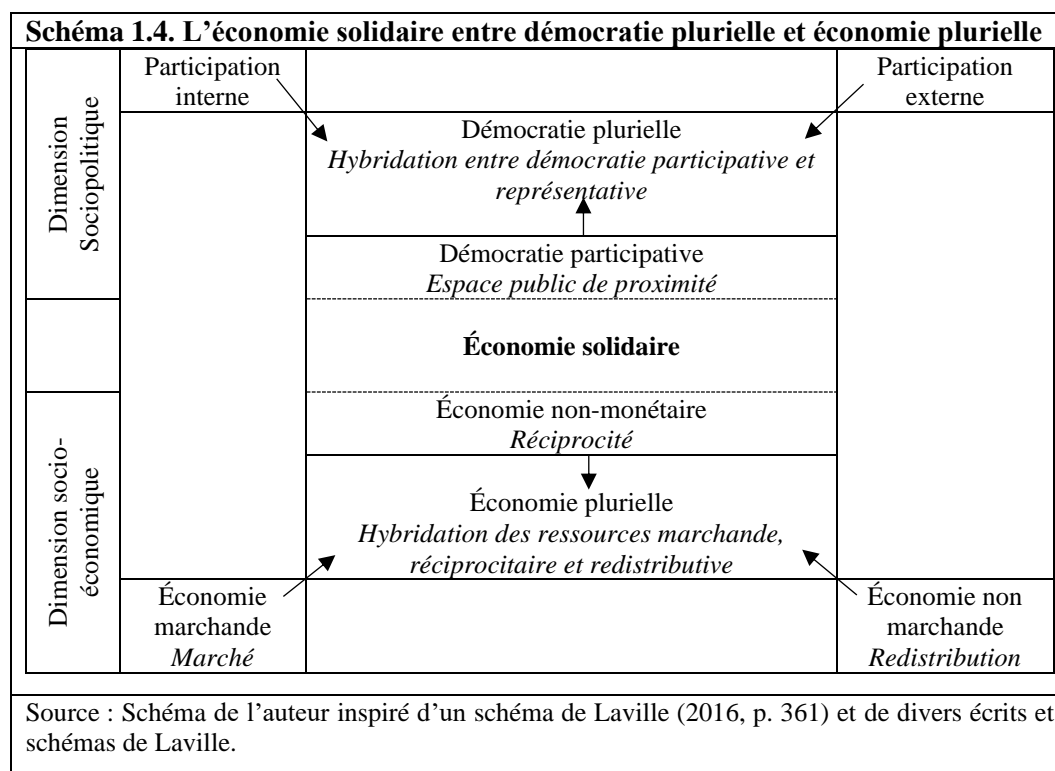 Schéma 1.4. L’économie solidaire entre démocratie plurielle et économie plurielle
Dimension
Sociopolitique
Participation
interne
Participation
externe
Démocratie plurielle
Hybridation entre démocratie participative et
représentative
Démocratie participative
Espace public de proximité
Économie solidaire
Dimension socio-
économique
Économie non-monétaire
Réciprocité
Économie plurielle
Hybridation des ressources marchande,
réciprocitaire et redistributive
Économie
marchande
Marché
Économie non
marchande
Redistribution
Source : Schéma de l’auteur inspiré d’un schéma de Laville (2016, p. 361) et de divers écrits et
schémas de Laville.